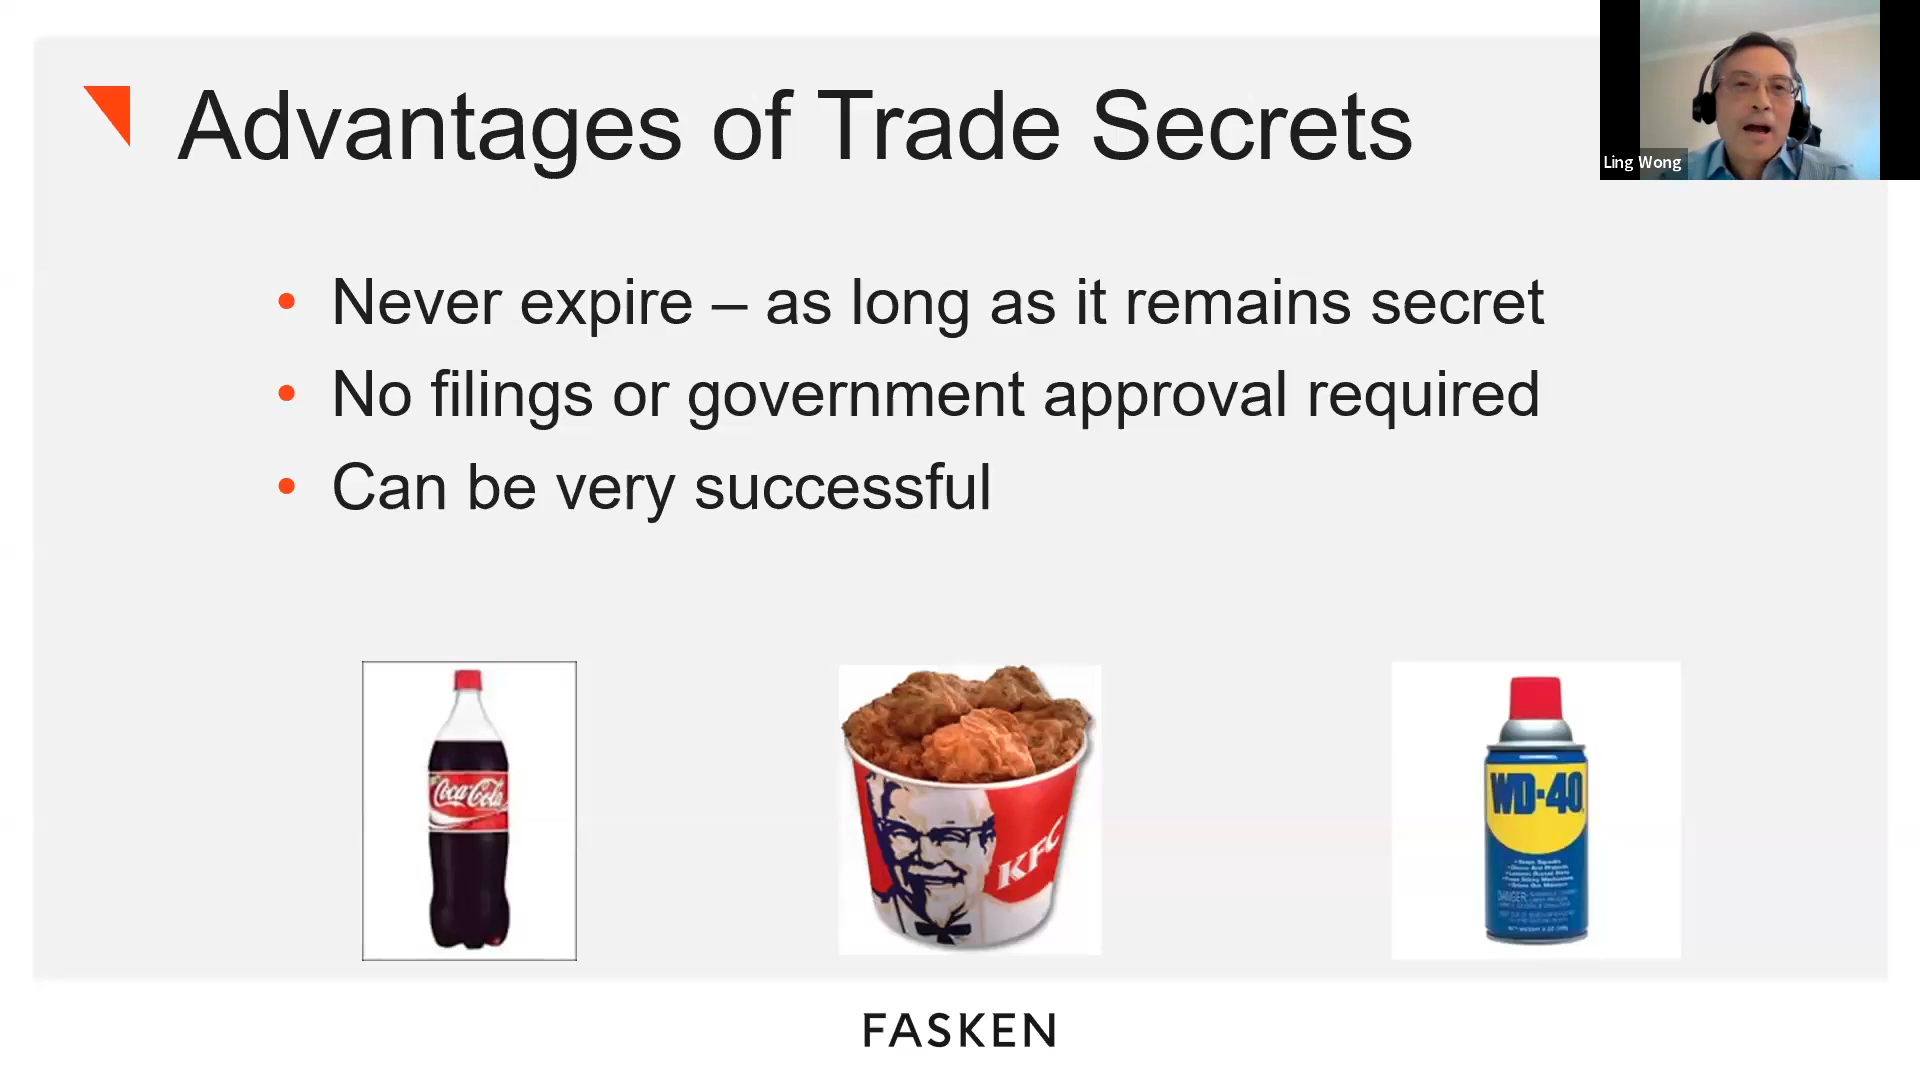 Advantages of Trade Secrets
Ling Wong
• Never expire – as long as it remains secret
• No filings or government approval required
• Can be very successful
Coca-Cola
KFC
WD-40
DANGER
FASKEN